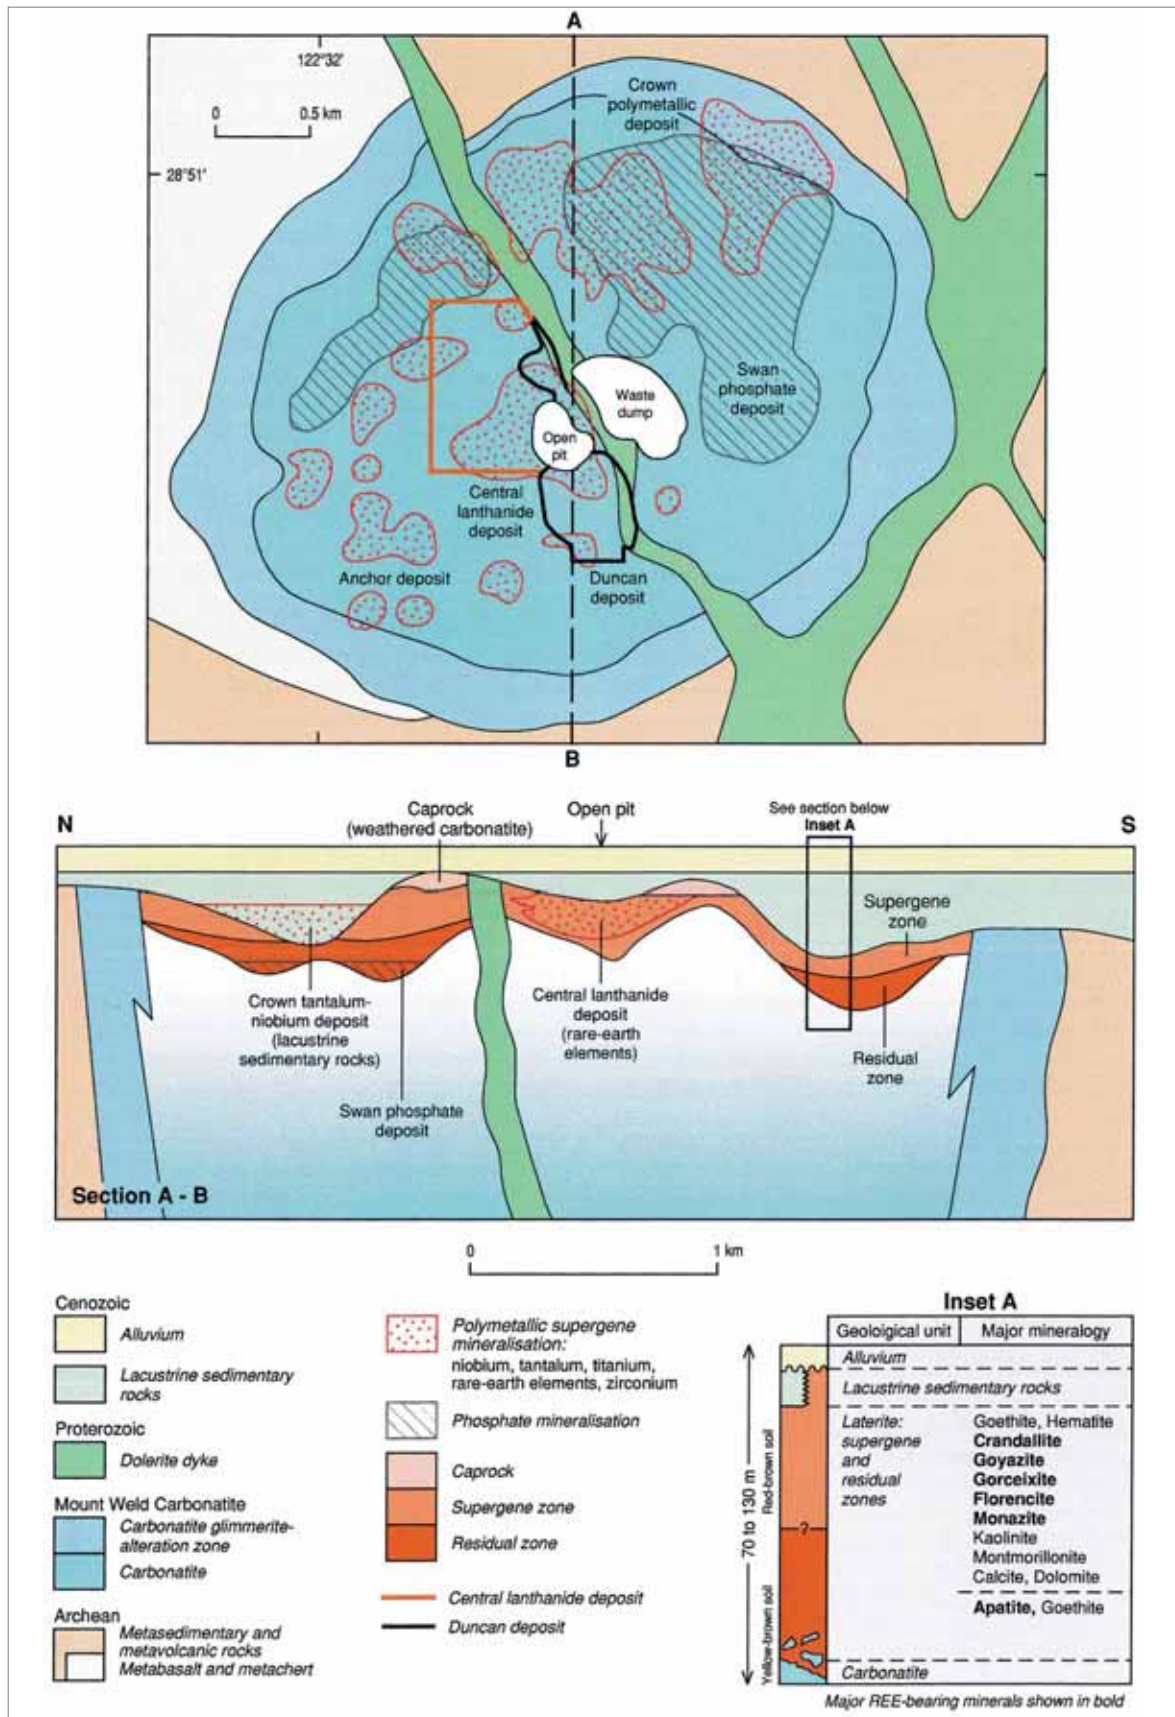 A
122°32'
0 0.5 km
28°51'
Crown
polymetallic
deposit
Swan
phosphate
deposit
Waste
dump
Open
pit
Central
lanthanide
deposit
Anchor deposit
Duncan
deposit
B
N
Caprock
(weathered carbonatite)
Open pit
See section below
Inset A
S
Supergene
zone
Crown tantalum-
niobium deposit
(lacustrine
sedimentary rocks)
Central lanthanide
deposit
(rare-earth
elements)
Residual
zone
Swan phosphate
deposit
Section A - B
0 1 km
Cenozoic
Alluvium
Lacustrine sedimentary
rocks
Proterozoic
Dolerite dyke
Mount Weld Carbonatite
Carbonatite glimmerite-
alteration zone
Carbonatite
Archean
Metasedimentary and
metavolcanic rocks
Metabasalt and metachert
Polymetallic supergene
mineralisation:
niobium, tantalum, titanium,
rare-earth elements, zirconium
Phosphate mineralisation
Caprock
Supergene zone
Residual zone
Central lanthanide deposit
Duncan deposit
Inset A
Geoloigical unit Major mineralogy
Alluvium
Lacustrine sedimentary rocks
Laterite: Goethite, Hematite
supergene Crandallite
and Goyazite
residual Gorceixite
zones Florencite
Monazite
Kaolinite
Montmorillonite
Calcite, Dolomite
Apatite, Goethite
Carbonatite
70 to 130 m
Red-brown soil
?
Yellow-brown soil
Major REE-bearing minerals shown in bold